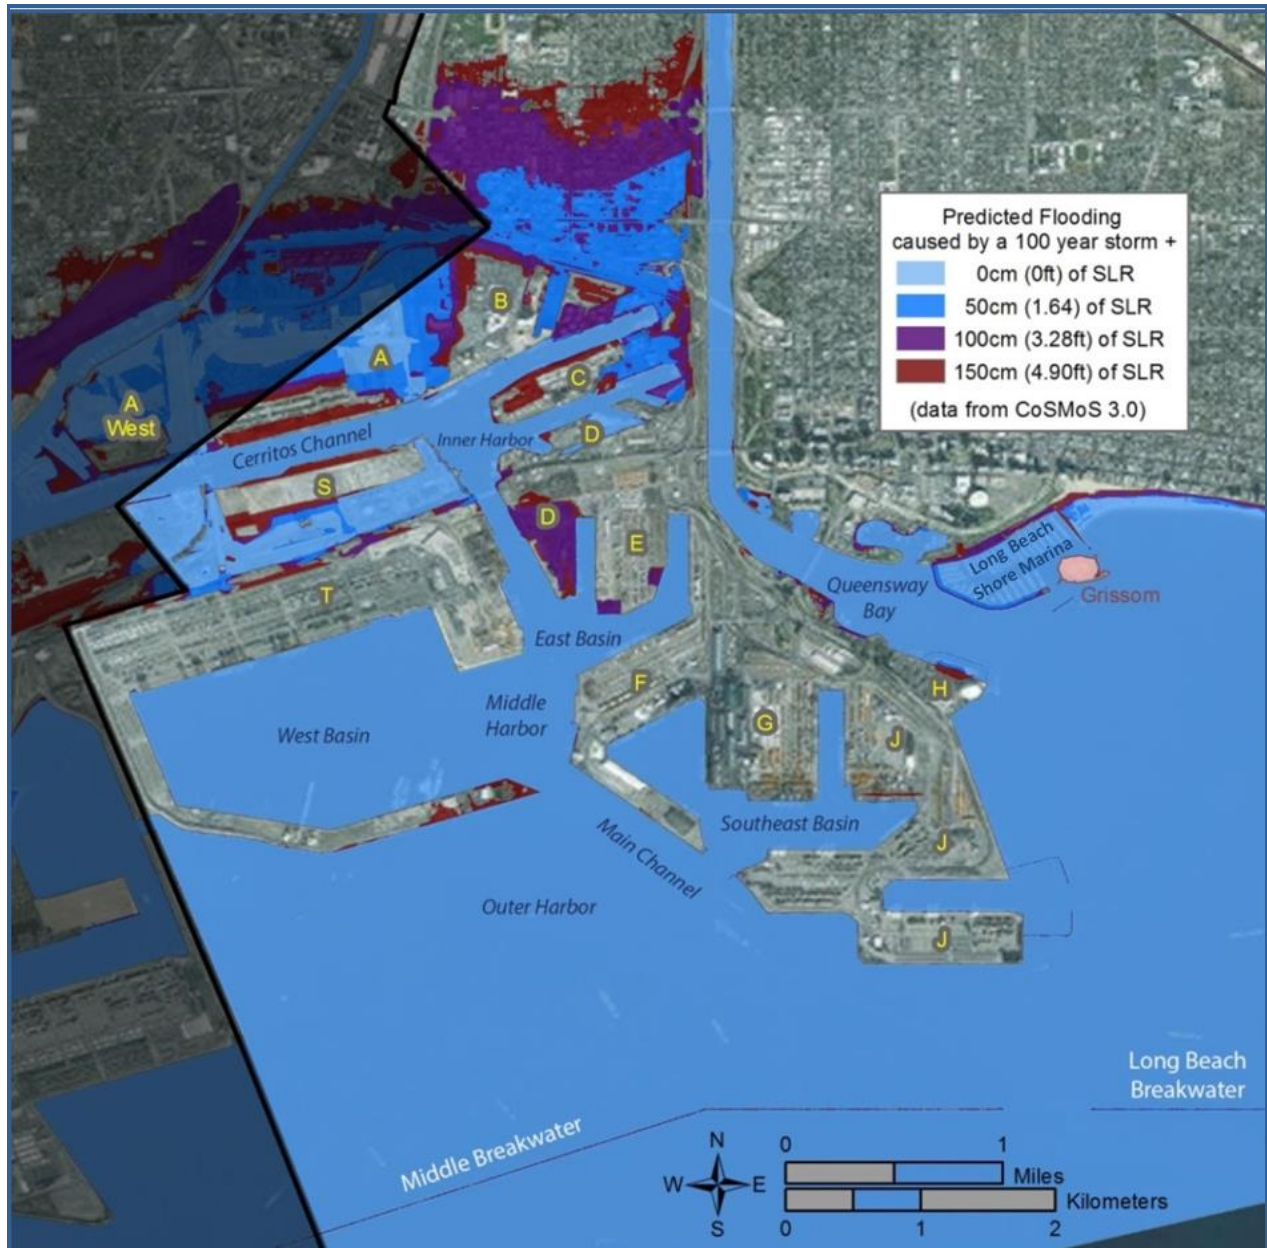 Predicted Flooding
caused by a 100 year storm +
0cm (0ft) of SLR
50cm (1.64) of SLR
100cm (3.28ft) of SLR
150cm (4.90ft) of SLR
(data from CoSMoS 3.0)
B
A
A
West
C
D
Inner Harbor
Cerritos Channel
S
D
E
T
Long Beach
Shore Marina
Grissom
Queensway
Bay
East Basin
F
Middle
Harbor
H
G
J
West Basin
Southeast Basin
J
Main Channel
Outer Harbor
J
Long Beach
Breakwater
Middle Breakwater
N
W
E
S
0
1
Miles
Kilometers
0
1
2